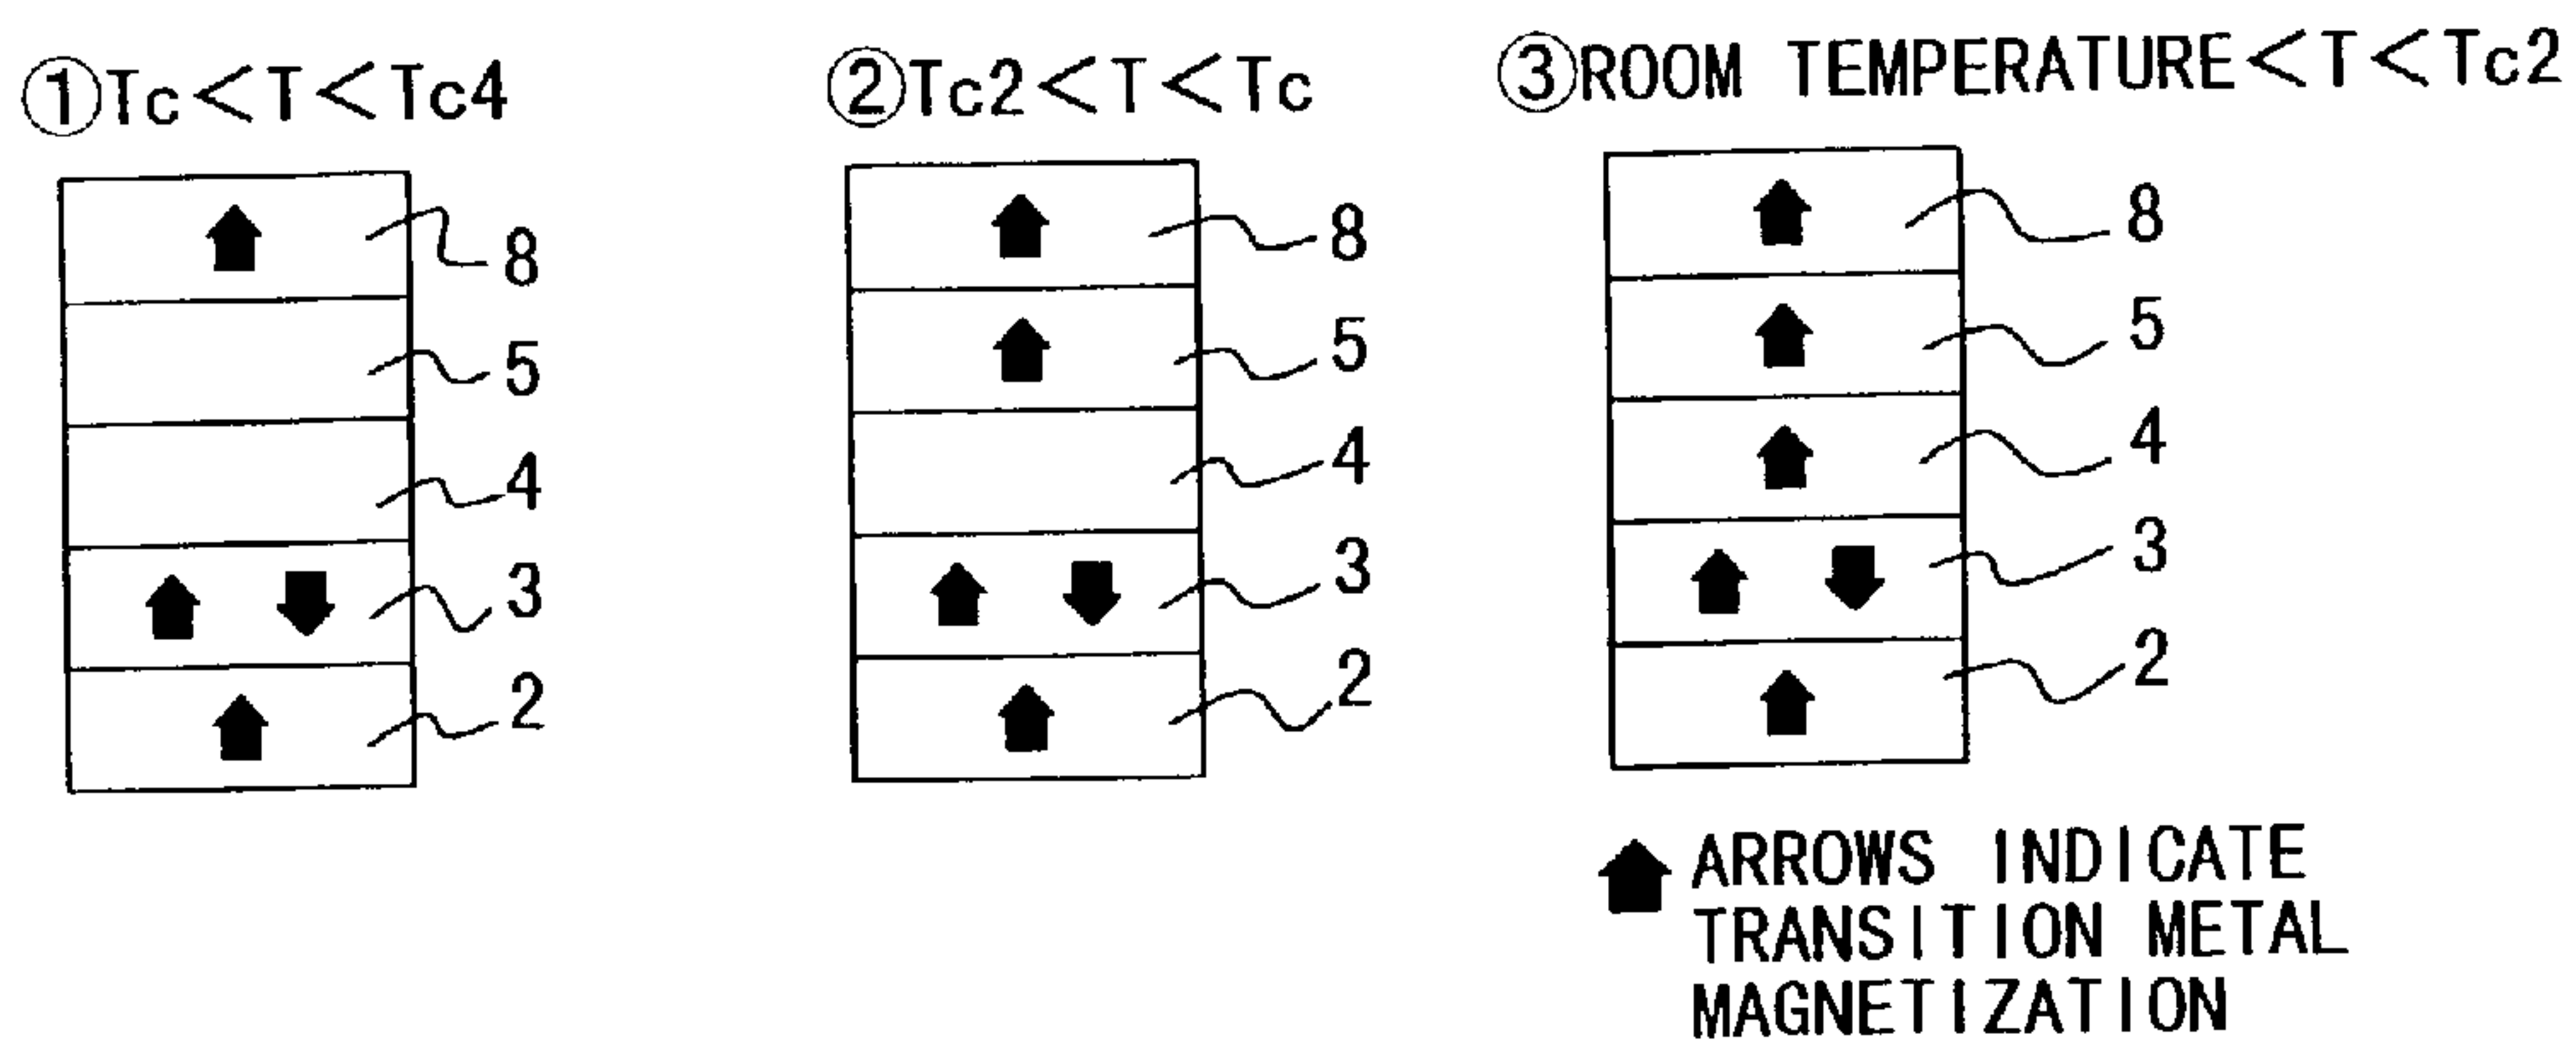 ①Tc<T<Tc4
②Tc2<T<Tc
③ROOM TEMPERATURE<T<Tc2
8
5
4
3
2
8
5
4
3
2
8
5
4
3
2
ARROWS INDICATE
TRANSITION METAL
MAGNETIZATION